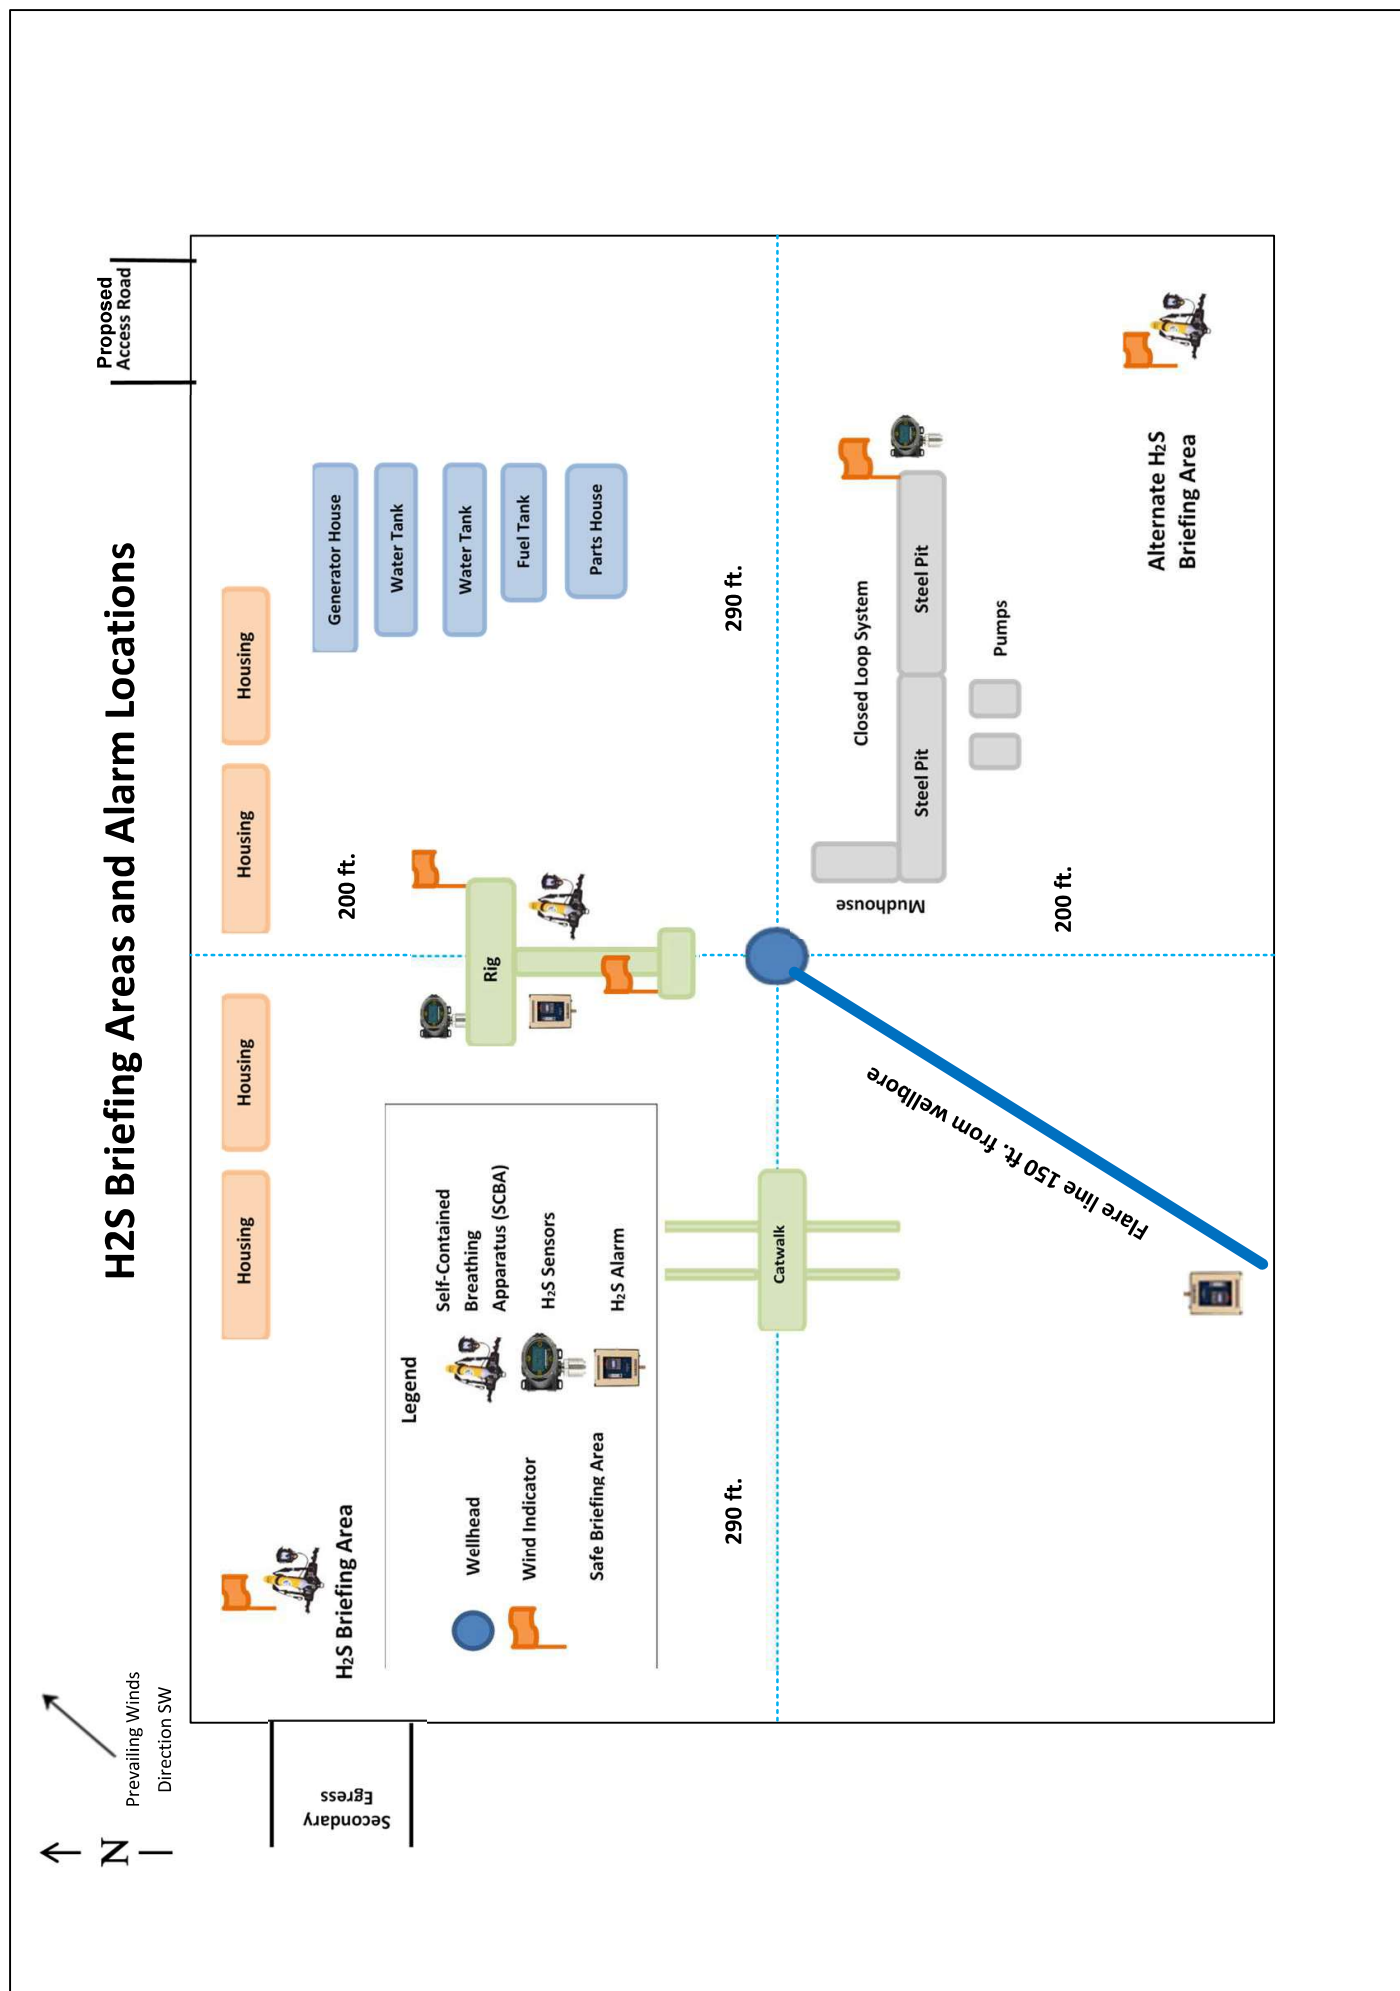 H2S Briefing Areas and Alarm Locations
N
Prevailing Winds
Direction SW
Secondary
Egress
Proposed
Access Road
Housing
Housing
Housing
Housing
H₂S Briefing Area
200 ft.
Generator House
Water Tank
Water Tank
Fuel Tank
Parts House
Rig
Legend
Wellhead
Wind Indicator
Safe Briefing Area
Self-Contained
Breathing
Apparatus (SCBA)
H₂S Sensors
H₂S Alarm
290 ft.
290 ft.
Catwalk
Mudhouse
Closed Loop System
Steel Pit
Steel Pit
Pumps
Flare line 150 ft. from wellbore
200 ft.
Alternate H₂S
Briefing Area